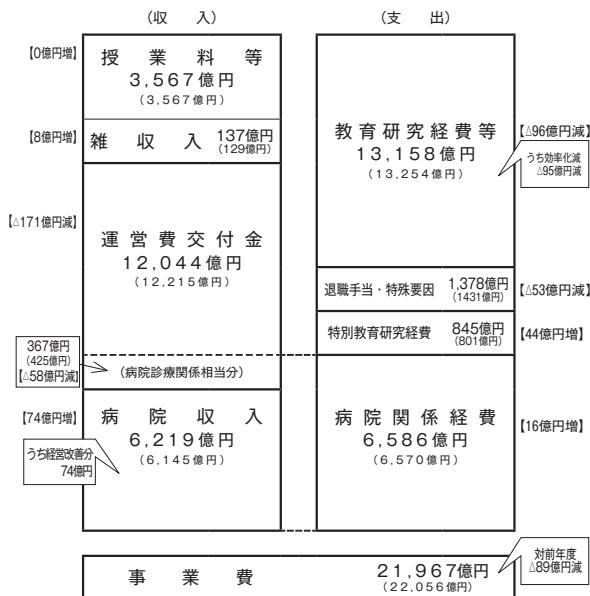 （収　入）
（支　出）
【0億円増】
授業料等
3,567億円
（3,567億円）
【8億円増】
雑収入 137億円
（129億円）
【△171億円減】
運営費交付金
12,044億円
（12,215億円）
367億円
（425億円）
【△58億円減】
（病院診療関係相当分）
【74億円増】
病院収入
6,219億円
（6,145億円）
うち経営改善分
74億円
教育研究経費等
13,158億円
（13,254億円）
【△96億円減】
うち効率化減
△95億円減
退職手当・特殊要因 1,378億円
（1431億円）
【△53億円減】
特別教育研究経費 845億円
（801億円）
【44億円増】
病院関係経費
6,586億円
（6,570億円）
【16億円増】
事業費 21,967億円
（22,056億円）
対前年度
△89億円減